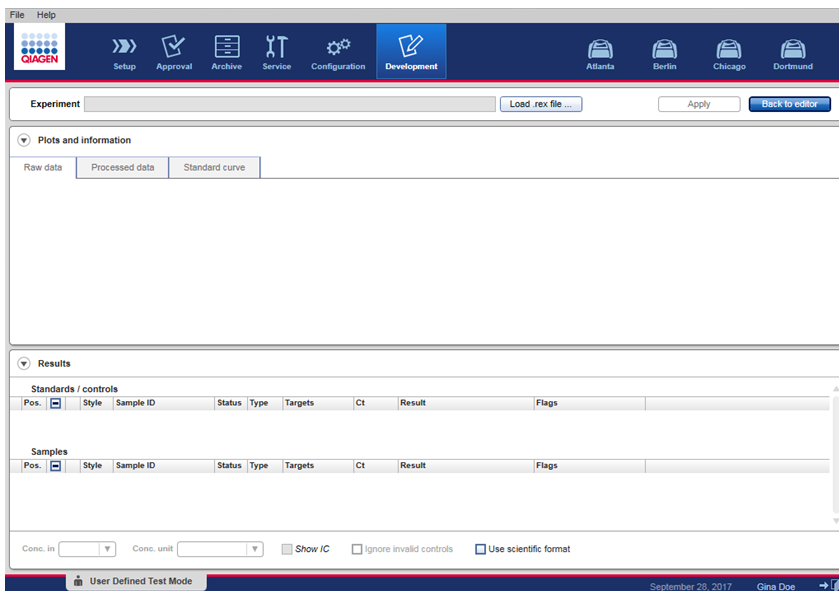 File Help
QIAGEN
Setup Approval Archive Service Configuration Development Atlanta Berlin Chicago Dortmund
Experiment Load .rex file ... Apply Back to editor
Plots and information
Raw data Processed data Standard curve
Results
Standards / controls
Pos. Style Sample ID Status Type Targets Ct Result Flags
Samples
Pos. Style Sample ID Status Type Targets Ct Result Flags
Conc. in Conc. unit Show IC Ignore invalid controls Use scientific format
User Defined Test Mode September 28, 2017 Gina Doe